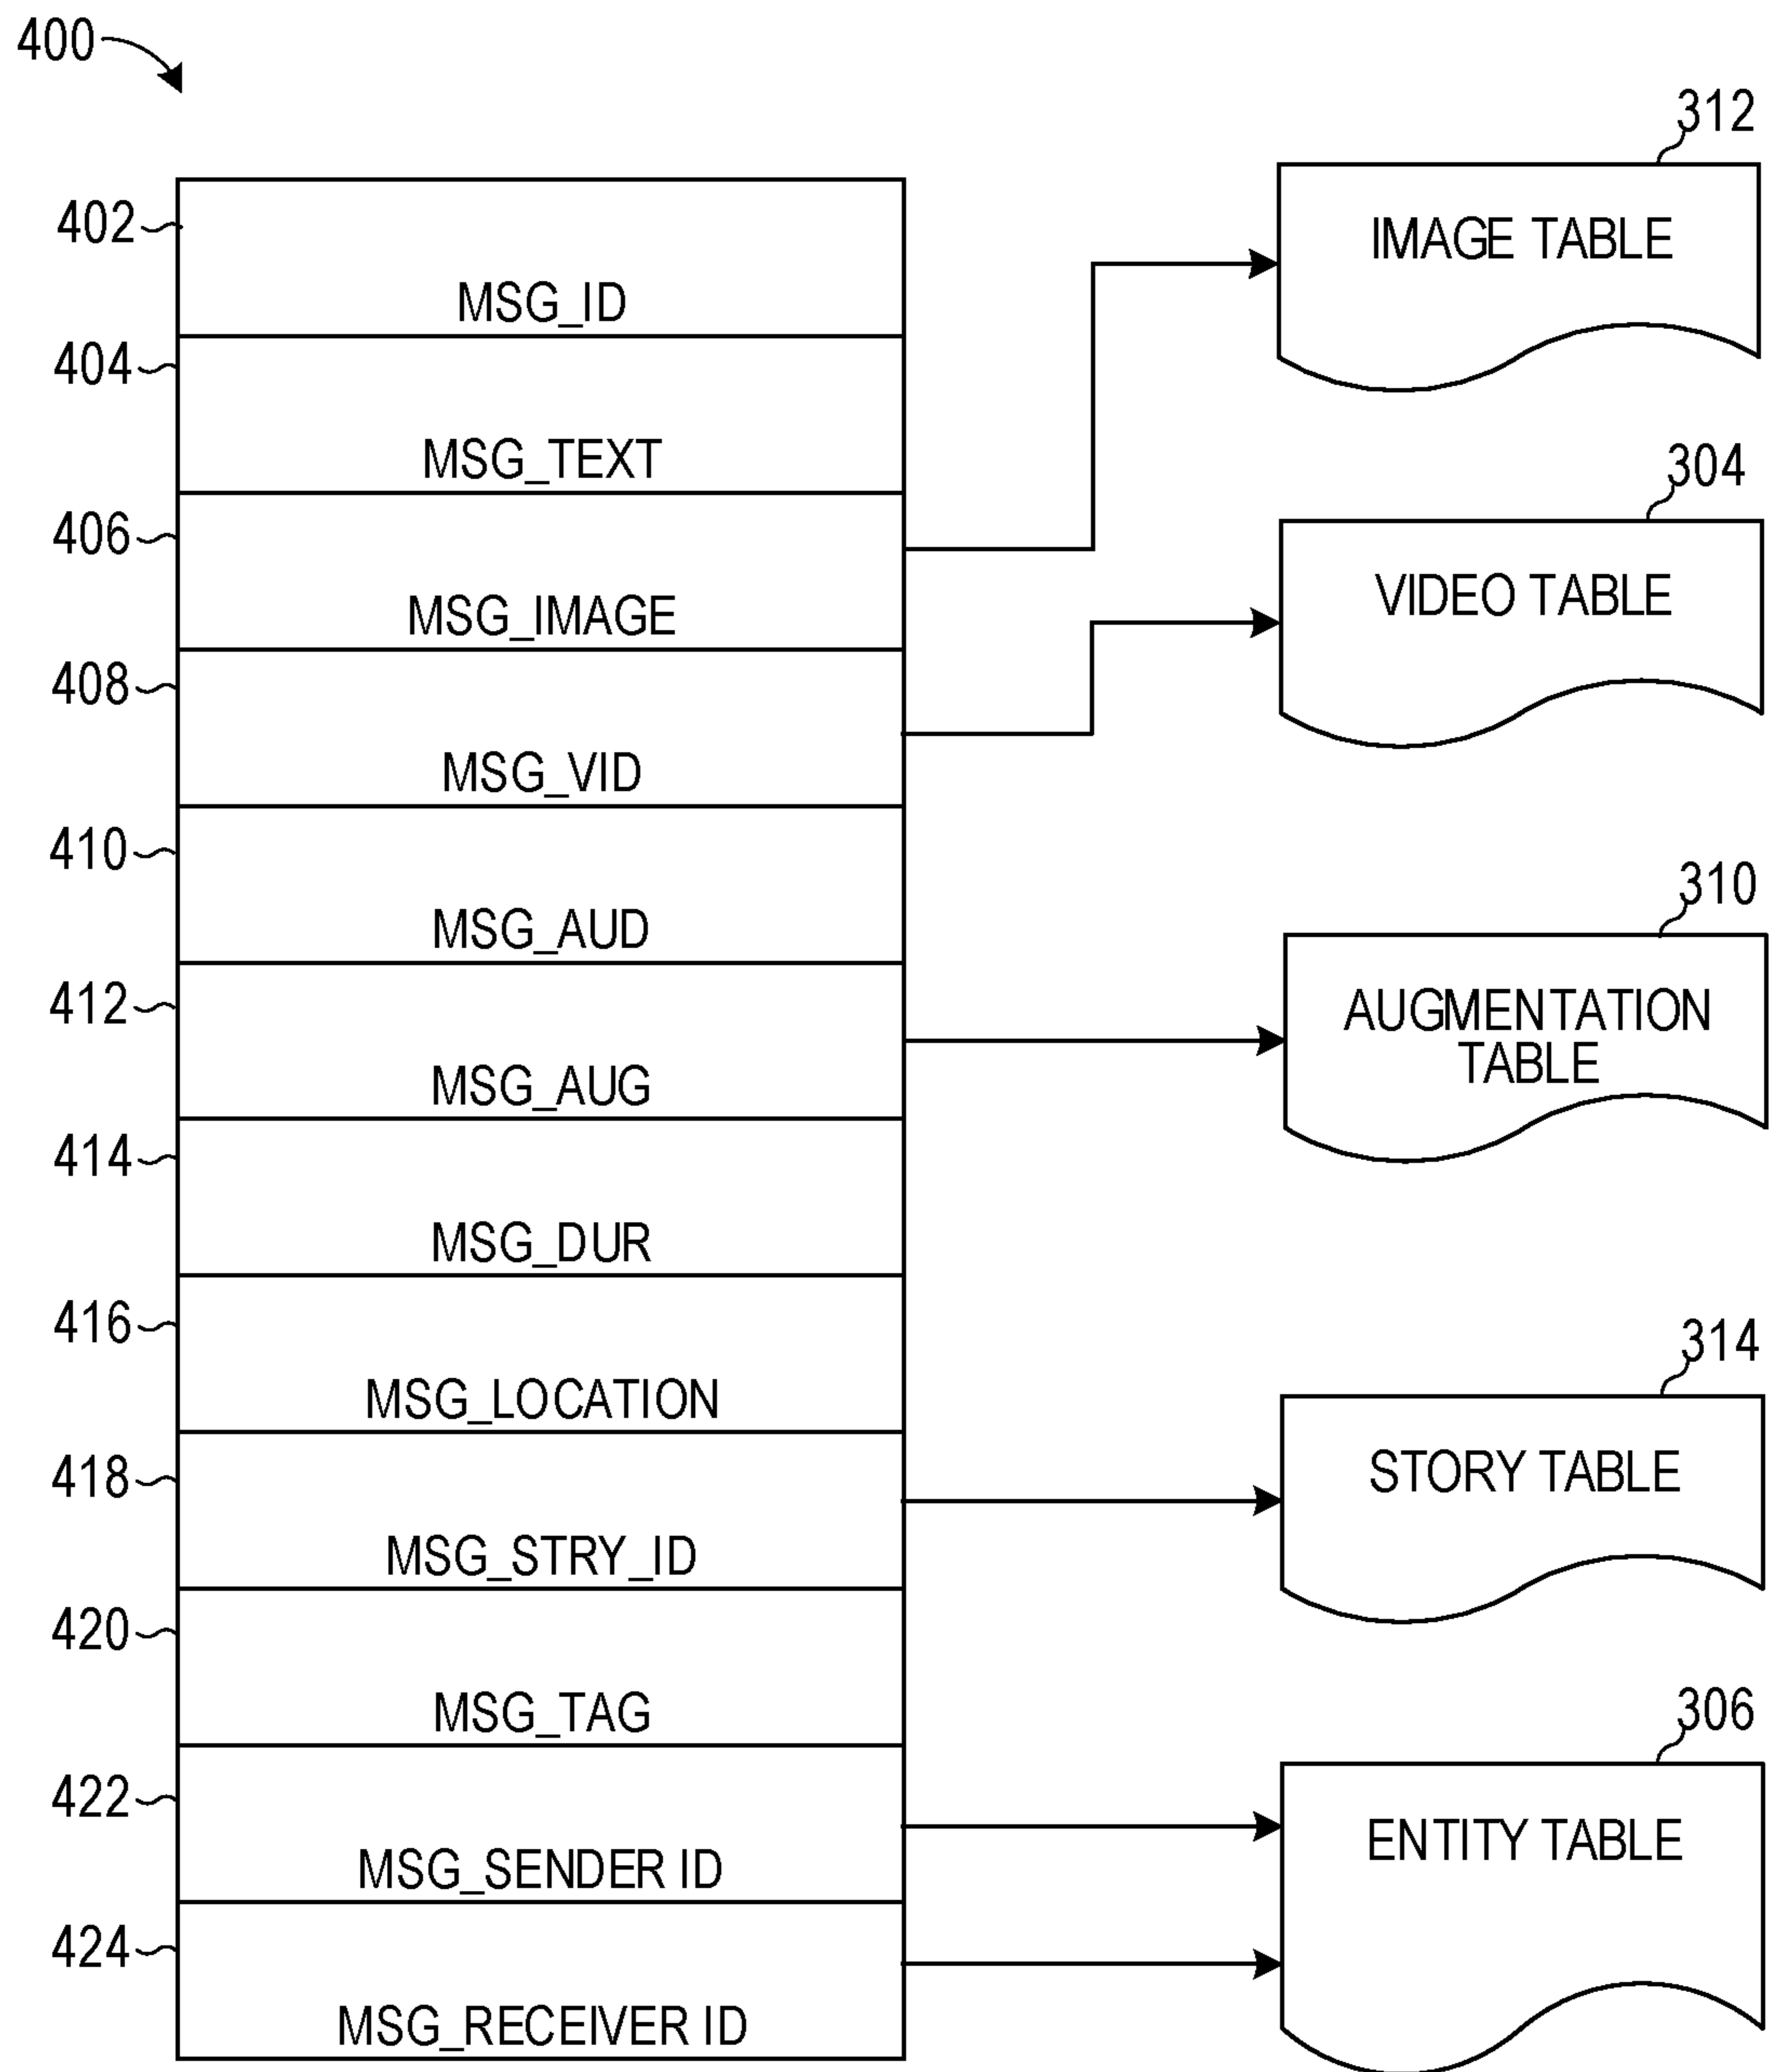 400
402
MSG_ID
404
MSG_TEXT
406
MSG_IMAGE
408
MSG_VID
410
MSG_AUD
412
MSG_AUG
414
MSG_DUR
416
MSG_LOCATION
418
MSG_STRY_ID
420
MSG_TAG
422
MSG_SENDER ID
424
MSG_RECEIVER ID
312
IMAGE TABLE
304
VIDEO TABLE
310
AUGMENTATION
TABLE
314
STORY TABLE
306
ENTITY TABLE